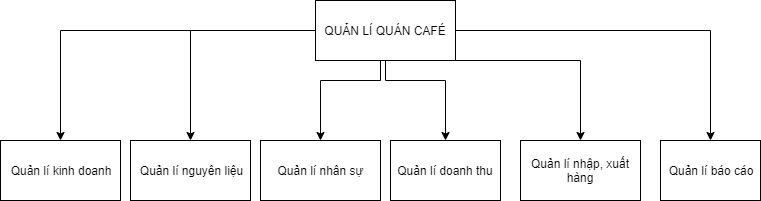 QUẢN LÍ QUÁN CAFÉ
Quản lí kinh doanh
Quản lí nguyên liệu
Quản lí nhân sự
Quản lí doanh thu
Quản lí nhập, xuất
hàng
Quản lí báo cáo